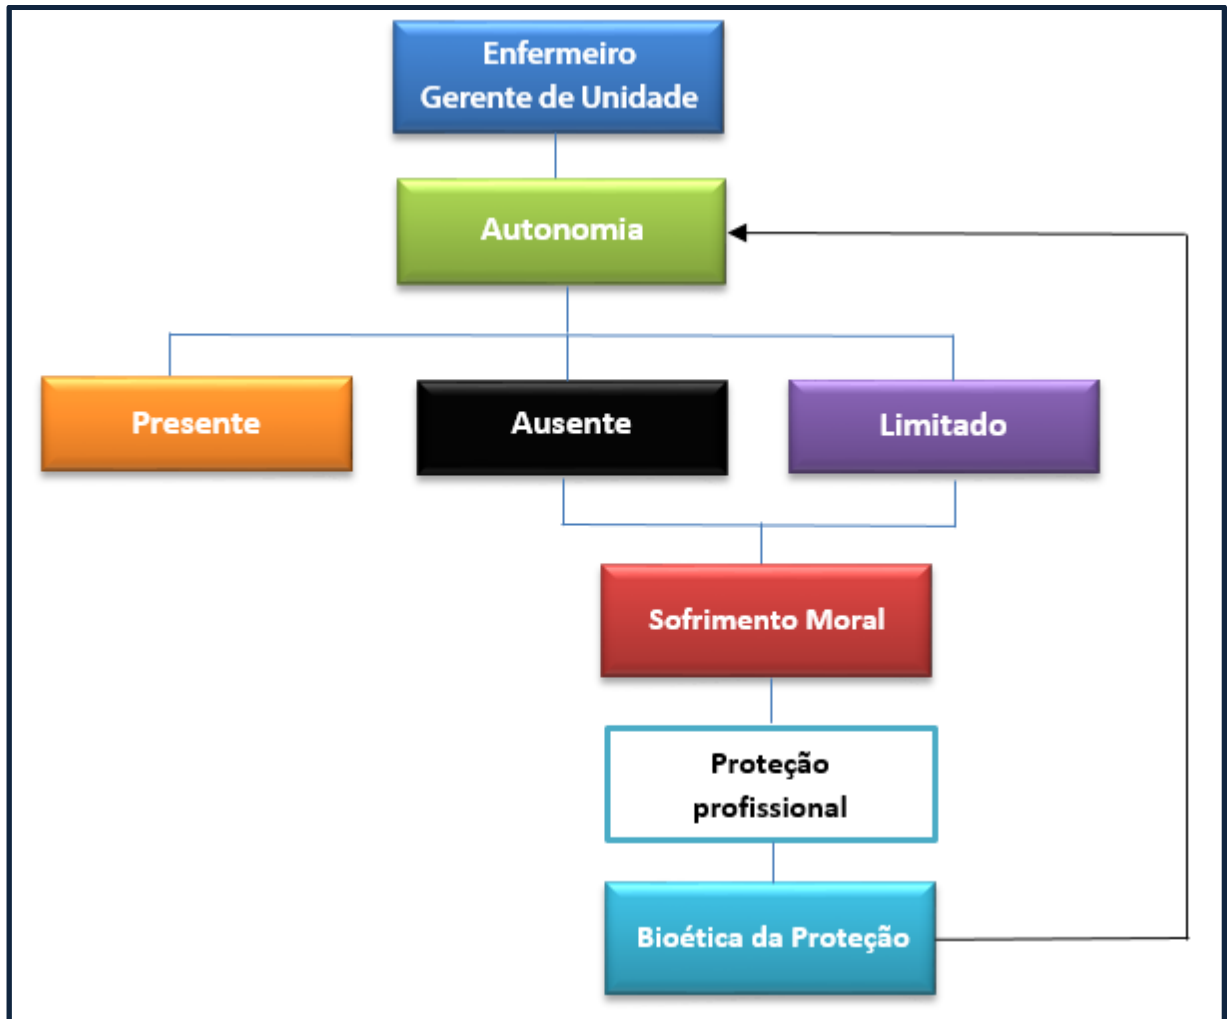 Enfermeiro
Gerente de Unidade
Autonomia
Presente
Ausente
Limitado
Sofrimento Moral
Proteção
profissional
Bioética da Proteção